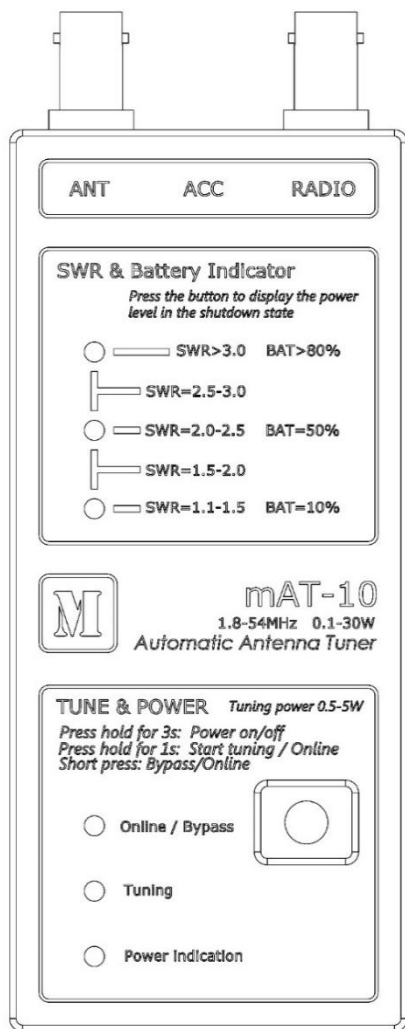 ANT ACC RADIO
SWR & Battery Indicator
Press the button to display the power
level in the shutdown state
SWR>3.0 BAT>80%
SWR=2.5-3.0
SWR=2.0-2.5 BAT=50%
SWR=1.5-2.0
SWR=1.1-1.5 BAT=10%
M
mAT-10
1.8-54MHz 0.1-30W
Automatic Antenna Tuner
TUNE & POWER Tuning power 0.5-5W
Press hold for 3s: Power on/off
Press hold for 1s: Start tuning / Online
Short press: Bypass/Online
Online / Bypass
Tuning
Power Indication